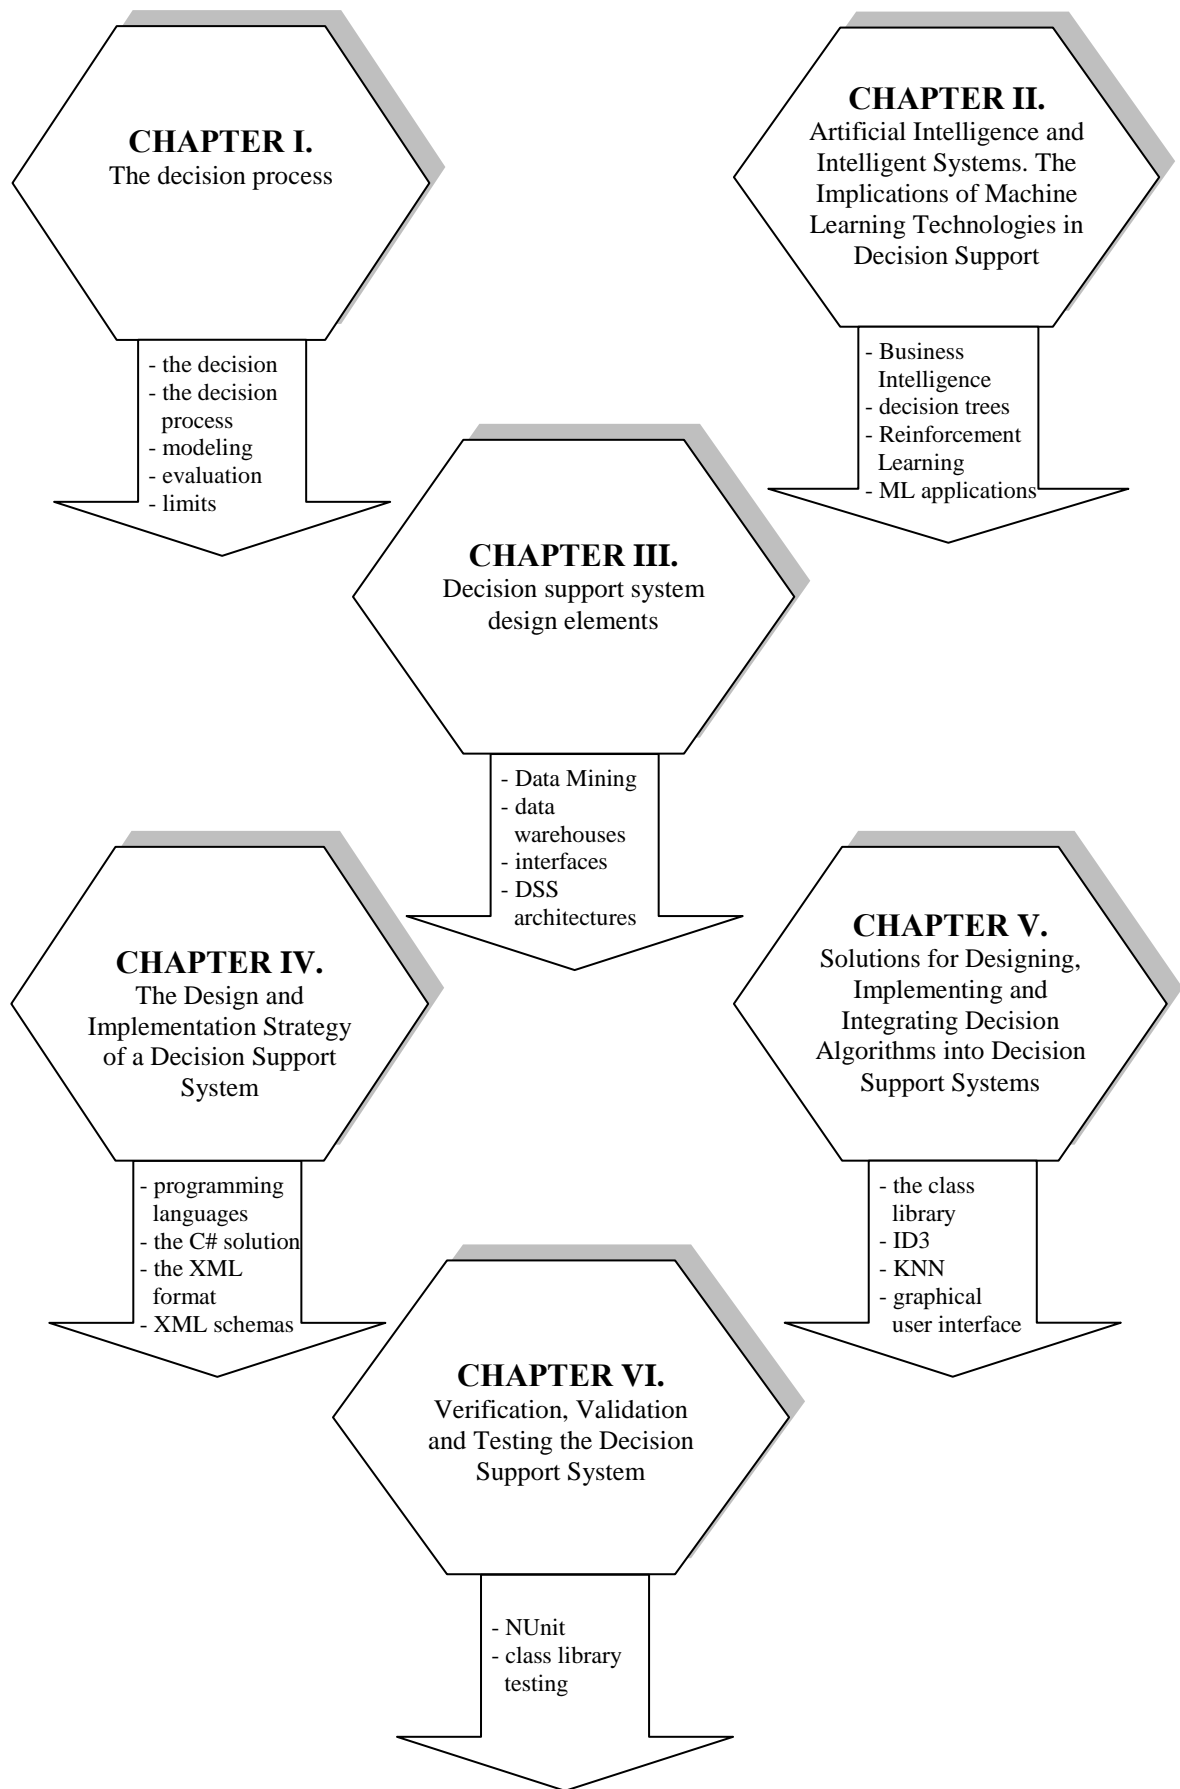 CHAPTER I.
The decision process
- the decision
- the decision
process
- modeling
- evaluation
- limits
CHAPTER II.
Artificial Intelligence and
Intelligent Systems. The
Implications of Machine
Learning Technologies in
Decision Support
- Business
Intelligence
- decision trees
- Reinforcement
Learning
- ML applications
CHAPTER III.
Decision support system
design elements
- Data Mining
- data
warehouses
- interfaces
- DSS
architectures
CHAPTER IV.
The Design and
Implementation Strategy
of a Decision Support
System
- programming
languages
- the C# solution
- the XML
format
- XML schemas
CHAPTER V.
Solutions for Designing,
Implementing and
Integrating Decision
Algorithms into Decision
Support Systems
- the class
library
- ID3
- KNN
- graphical
user interface
CHAPTER VI.
Verification, Validation
and Testing the Decision
Support System
- NUnit
- class library
testing